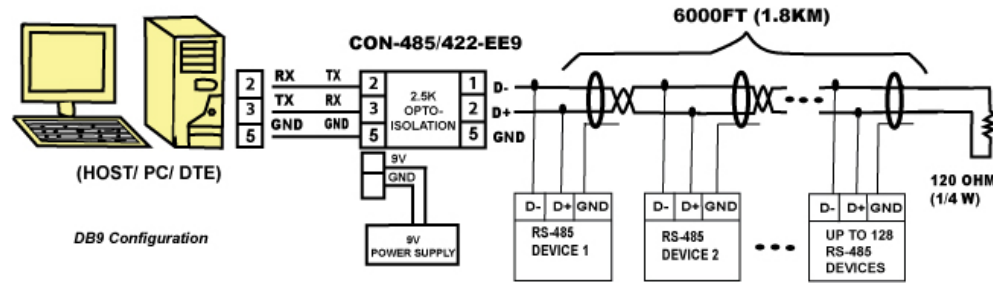 6000FT (1.8KM)
CON-485/422-EE9
2 RX TX 2 1 D-
3 TX RX 3 2 D+
5 GND GND 5 5 GND
2.5K
OPTO-
ISOLATION
(HOST/ PC/ DTE)
9V
GND
9V
POWER SUPPLY
DB9 Configuration
D- D+ GND
RS-485
DEVICE 1
D- D+ GND
RS-485
DEVICE 2
D- D+ GND
UP TO 128
RS-485
DEVICES
120 OHM
(1/4 W)